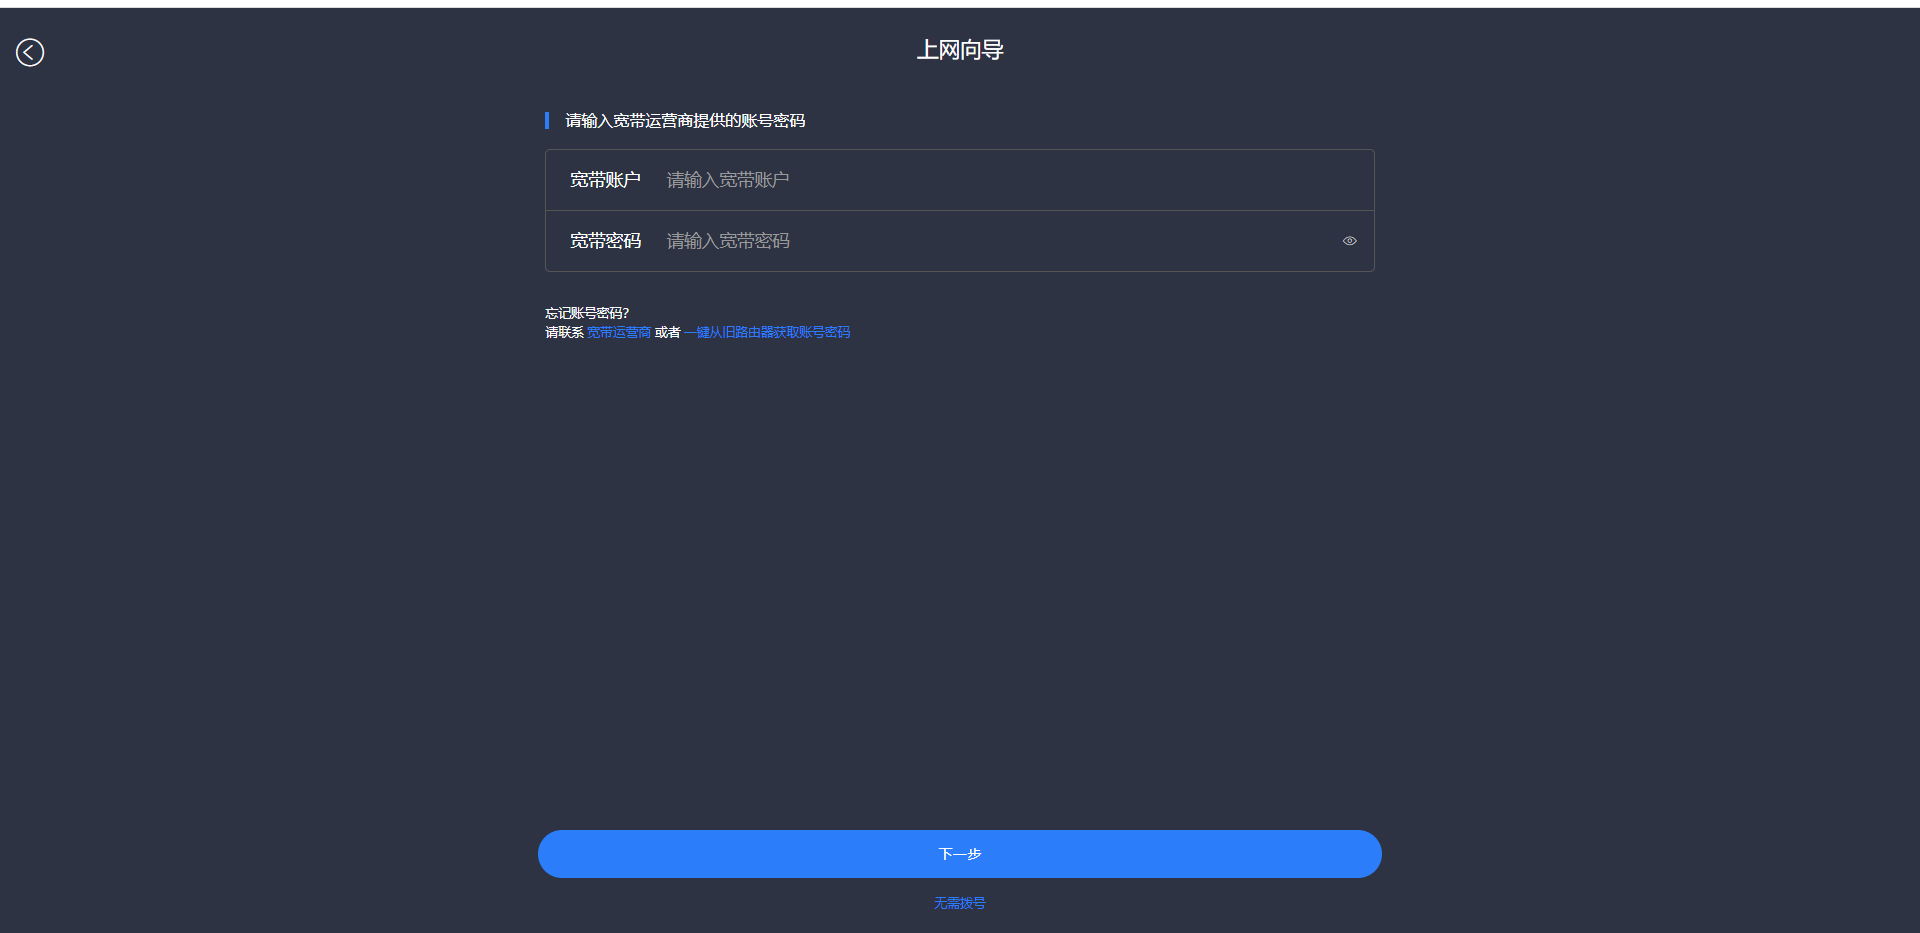 上网向导
请输入宽带运营商提供的账号密码
宽带账户 请输入宽带账户
宽带密码 请输入宽带密码
忘记账号密码?
请联系 宽带运营商 或者 一键从旧路由器获取账号密码
下一步
无需拨号